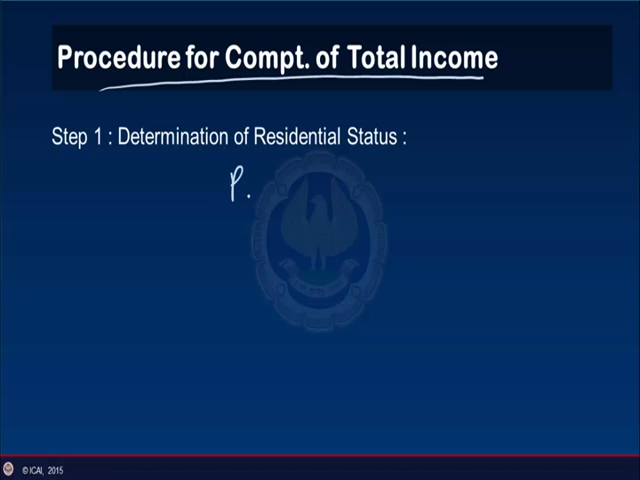 Procedure for Compt. of Total Income
Step 1 : Determination of Residential Status :
P.
© ICAI, 2015